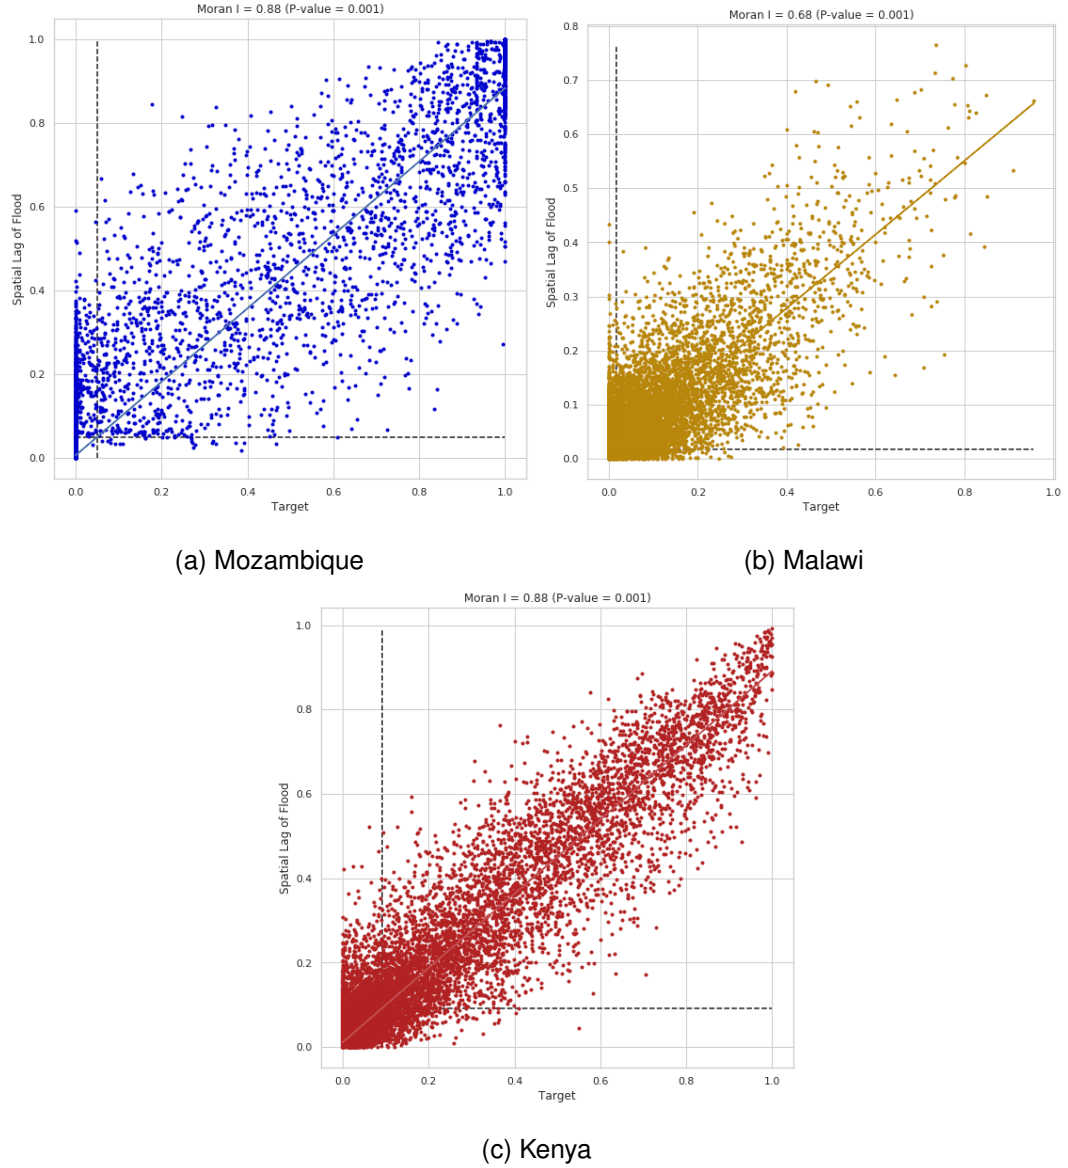 Moran I = 0.88 (P-value = 0.001)
1.0
0.8
0.6
0.4
0.2
0.0
Spatial Lag of Flood
0.0 0.2 0.4 0.6 0.8 1.0
Target
(a) Mozambique
Moran I = 0.68 (P-value = 0.001)
0.8
0.7
0.6
0.5
0.4
0.3
0.2
0.1
0.0
Spatial Lag of Flood
0.0 0.2 0.4 0.6 0.8 1.0
Target
(b) Malawi
Moran I = 0.88 (P-value = 0.001)
1.0
0.8
0.6
0.4
0.2
0.0
Spatial Lag of Flood
0.0 0.2 0.4 0.6 0.8 1.0
Target
(c) Kenya